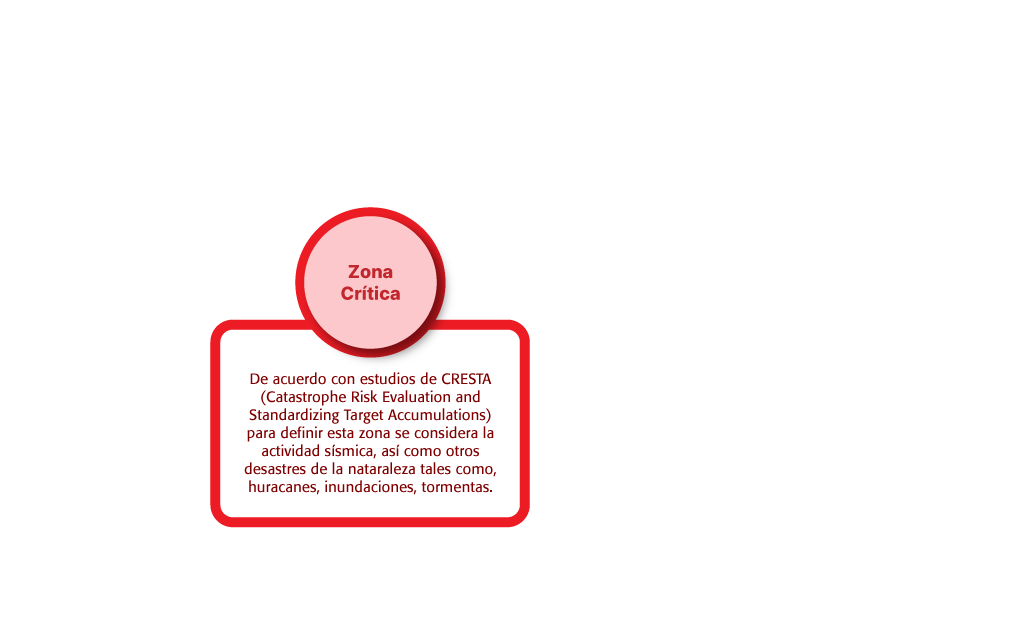 Zona
Crítica
De acuerdo con estudios de CRESTA
(Catastrophe Risk Evaluation and
Standardizing Target Accumulations)
para definir esta zona se considera la
actividad sísmica, así como otros
desastres de la nataraleza tales como,
huracanes, inundaciones, tormentas.